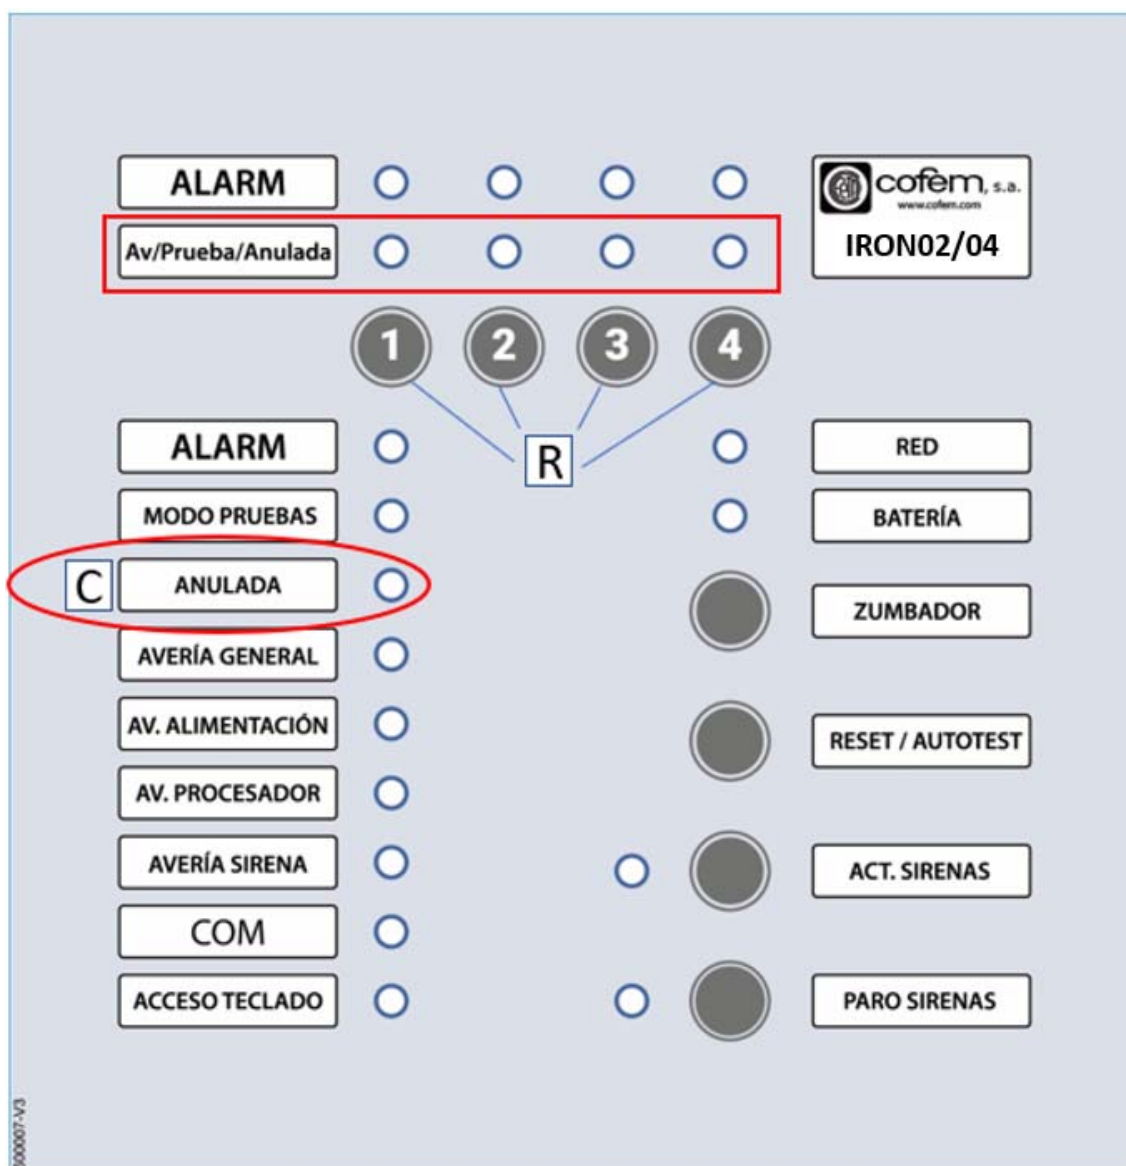 ALARM
cofem, s.a.
www.cofem.com
Av/Prueba/Anulada
IRON02/04
1 2 3 4
ALARM
R
RED
MODO PRUEBAS
BATERÍA
C
ANULADA
ZUMBADOR
AVERÍA GENERAL
AV. ALIMENTACIÓN
RESET / AUTOTEST
AV. PROCESADOR
AVERÍA SIRENA
ACT. SIRENAS
COM
ACCESO TECLADO
PARO SIRENAS